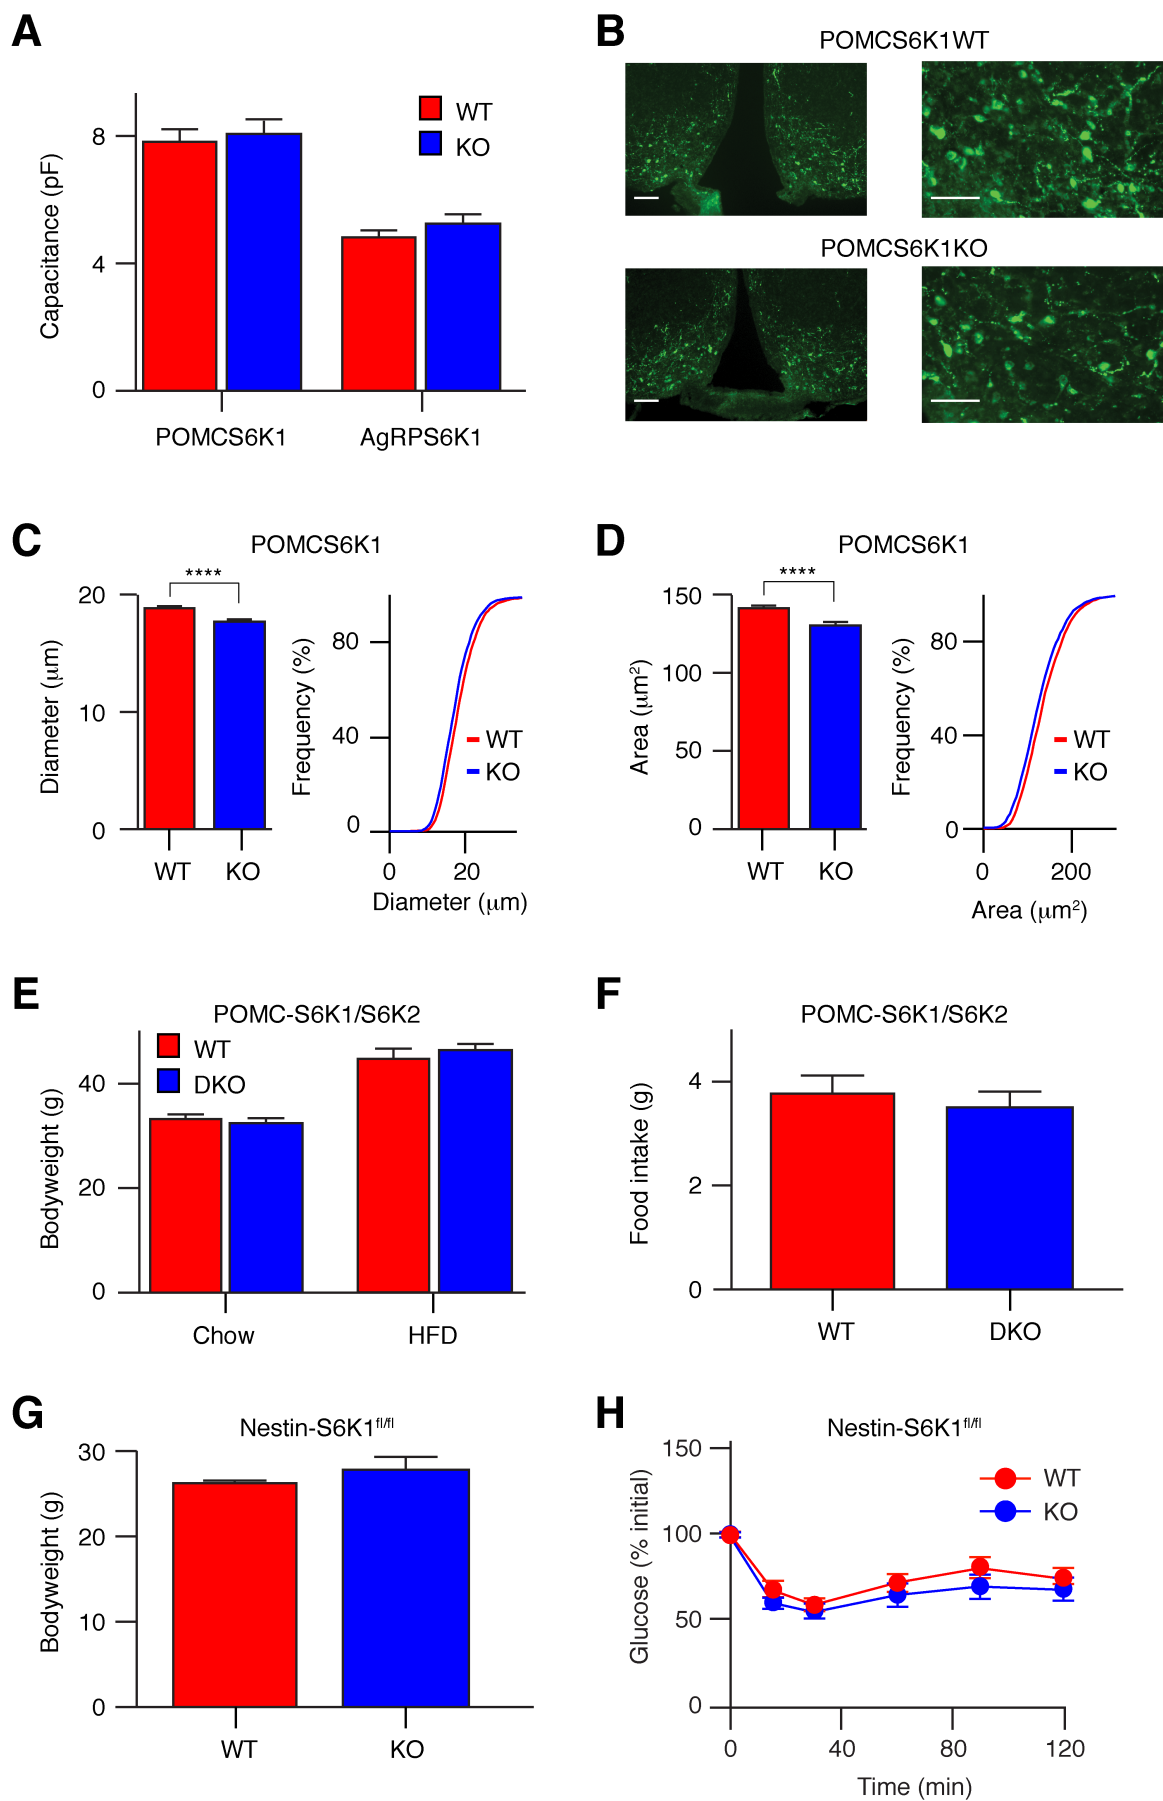 A
8
4
0
Capacitance (pF)
WT
KO
POMCS6K1
AgRPS6K1
B
POMCS6K1WT
POMCS6K1KO
C
POMCS6K1
****
20
10
0
Diameter (μm)
WT
KO
80
40
0
Frequency (%)
WT
KO
0
20
Diameter (μm)
D
POMCS6K1
****
150
100
50
0
Area (μm²)
WT
KO
80
40
0
Frequency (%)
WT
KO
0
200
Area (μm²)
E
POMC-S6K1/S6K2
WT
DKO
40
20
0
Bodyweight (g)
Chow
HFD
F
POMC-S6K1/S6K2
4
2
0
Food intake (g)
WT
DKO
G
Nestin-S6K1fl/fl
30
20
10
0
Bodyweight (g)
WT
KO
H
Nestin-S6K1fl/fl
150
100
50
0
Glucose (% initial)
WT
KO
0
40
80
120
Time (min)